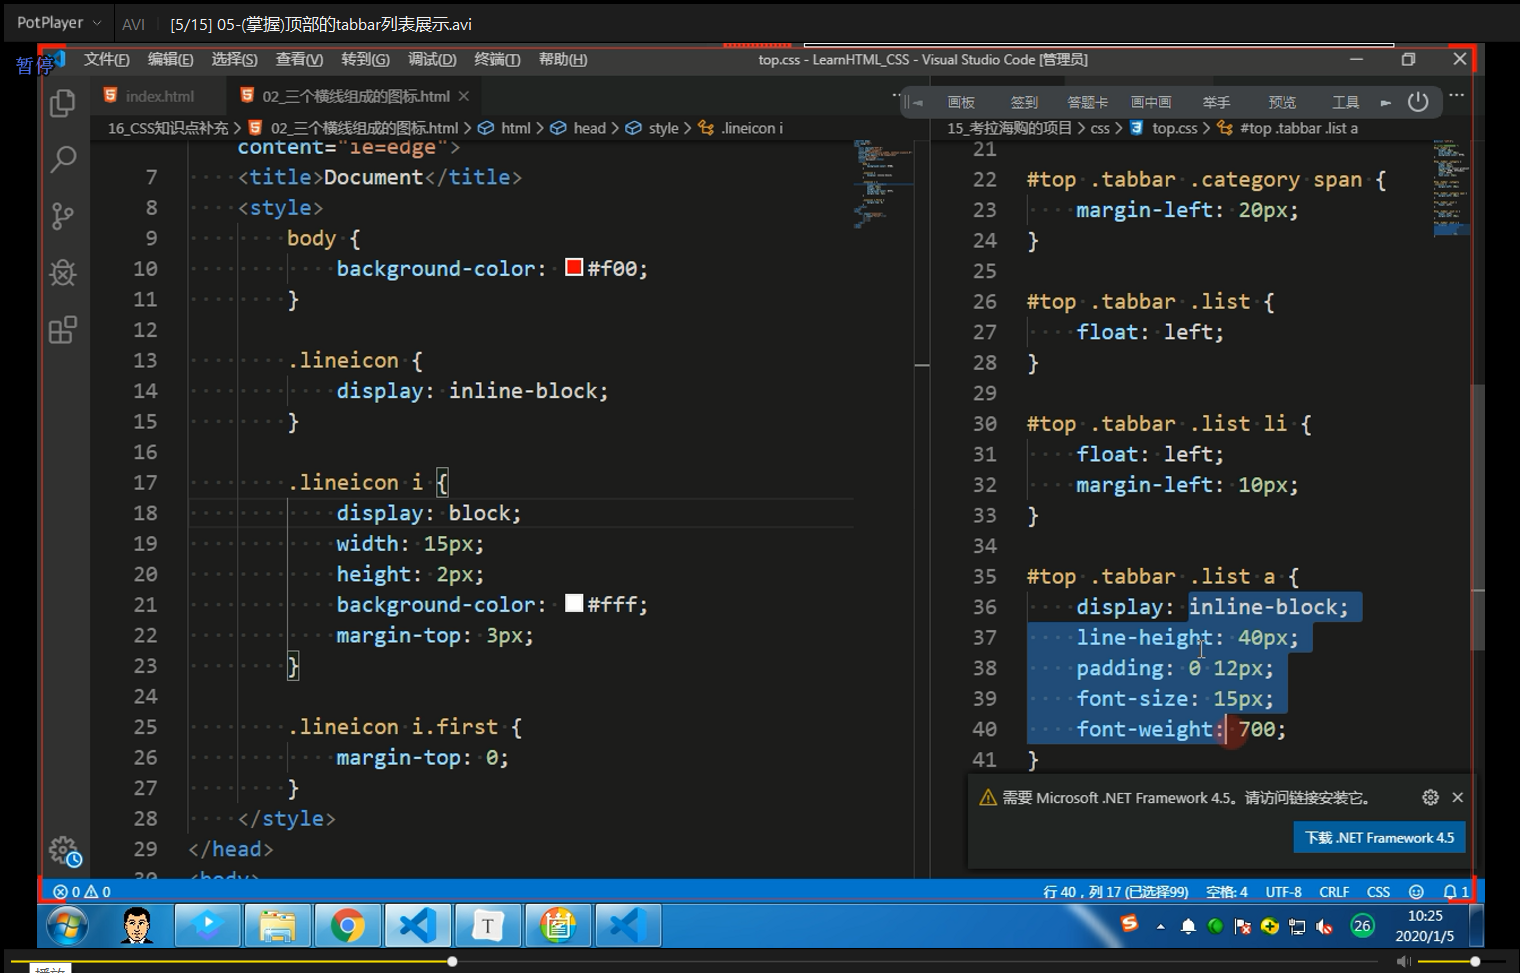 PotPlayer AVI [5/15] 05-(掌握)顶部的tabbar列表展示.avi
暂停
文件(F) 编辑(E) 选择(S) 查看(V) 转到(G) 调试(D) 终端(T) 帮助(H) top.css - LearnHTML_CSS - Visual Studio Code [管理员]
index.html 02_三个横线组成的图标.html
画板 签到 答题卡 画中画 举手 预览 工具
16_CSS知识点补充 > 02_三个横线组成的图标.html > html > head > style > .lineicon i
15_考拉海购的项目 > css > top.css > #top .tabbar .list a
content="ie=edge">
7 <title>Document</title>
8 <style>
9 body {
10 background-color: #f00;
11 }
12
13 .lineicon {
14 display: inline-block;
15 }
16
17 .lineicon i {
18 display: block;
19 width: 15px;
20 height: 2px;
21 background-color: #fff;
22 margin-top: 3px;
23 }
24
25 .lineicon i.first {
26 margin-top: 0;
27 }
28 </style>
29 </head>
30 <body>
21
22 #top .tabbar .category span {
23 margin-left: 20px;
24 }
25
26 #top .tabbar .list {
27 float: left;
28 }
29
30 #top .tabbar .list li {
31 float: left;
32 margin-left: 10px;
33 }
34
35 #top .tabbar .list a {
36 display: inline-block;
37 line-height: 40px;
38 padding: 0 12px;
39 font-size: 15px;
40 font-weight: 700;
41 }
需要 Microsoft .NET Framework 4.5。请访问链接安装它。
下载 .NET Framework 4.5
0 0 行 40，列 17 (已选择99) 空格: 4 UTF-8 CRLF CSS 1
T
26
10:25
2020/1/5
播放